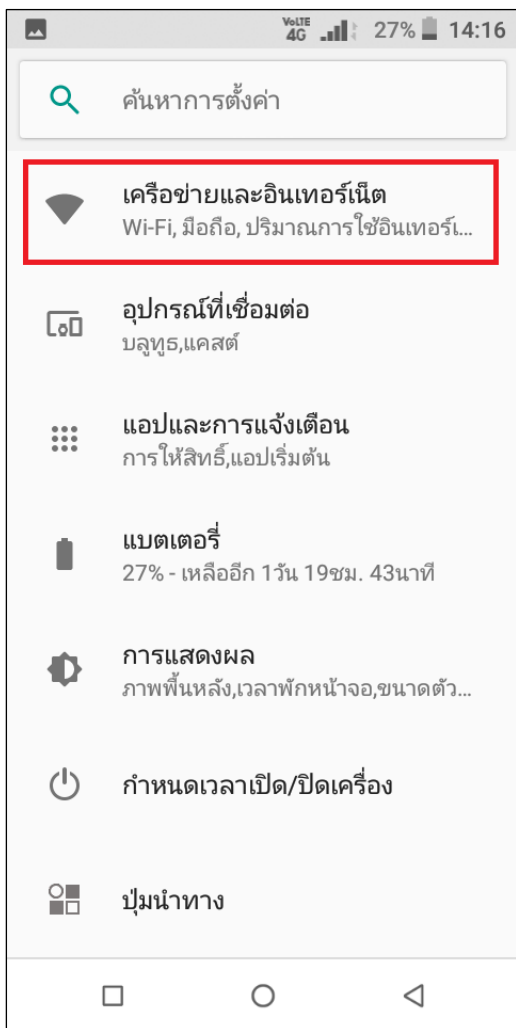 VoLTE
4G 27% 14:16
ค้นหาการตั้งค่า
เครือข่ายและอินเทอร์เน็ต
Wi-Fi, มือถือ, ปริมาณการใช้อินเทอร์เ...
อุปกรณ์ที่เชื่อมต่อ
บลูทูธ,แคสต์
แอปและการแจ้งเตือน
การให้สิทธิ์,แอปเริ่มต้น
แบตเตอรี่
27% - เหลืออีก 1วัน 19ชม. 43นาที
การแสดงผล
ภาพพื้นหลัง,เวลาพักหน้าจอ,ขนาดตัว...
กำหนดเวลาเปิด/ปิดเครื่อง
ปุ่มนำทาง